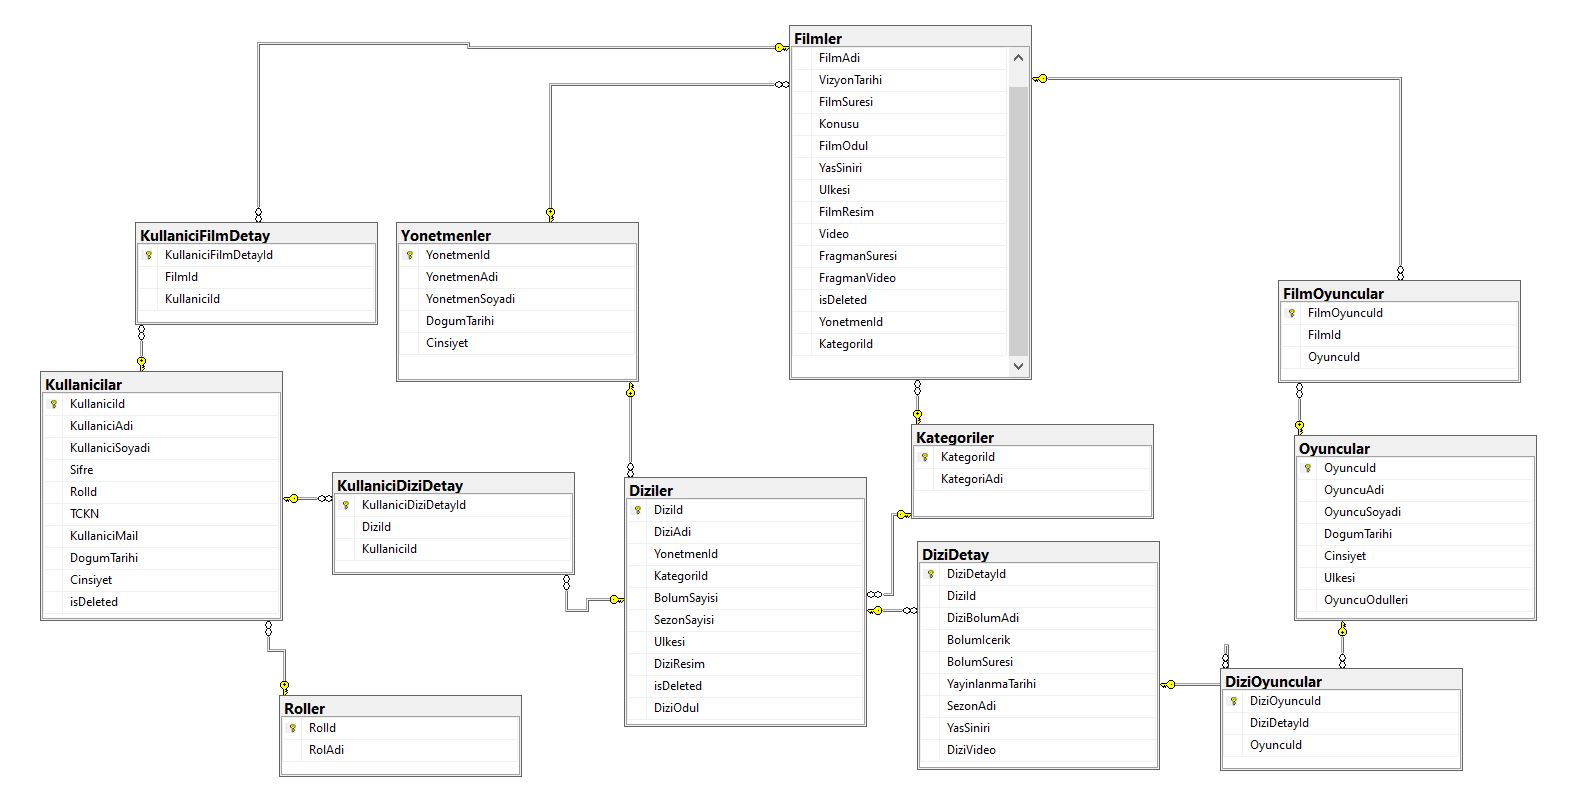 Filmler
FilmAdi
VizyonTarihi
FilmSuresi
Konusu
FilmOdul
YasSiniri
Ulkesi
FilmResim
Video
FragmanSuresi
FragmanVideo
isDeleted
YonetmenId
KategoriId
KullaniciFilmDetay
KullaniciFilmDetayId
FilmId
KullaniciId
Yonetmenler
YonetmenId
YonetmenAdi
YonetmenSoyadi
DogumTarihi
Cinsiyet
FilmOyuncular
FilmOyuncuId
FilmId
OyuncuId
Kullanicilar
KullaniciId
KullaniciAdi
KullaniciSoyadi
Sifre
RolId
TCKN
KullaniciMail
DogumTarihi
Cinsiyet
isDeleted
KullaniciDiziDetay
KullaniciDiziDetayId
DiziId
KullaniciId
Diziler
DiziId
DiziAdi
YonetmenId
KategoriId
BolumSayisi
SezonSayisi
Ulkesi
DiziResim
isDeleted
DiziOdul
Kategoriler
KategoriId
KategoriAdi
Oyuncular
OyuncuId
OyuncuAdi
OyuncuSoyadi
DogumTarihi
Cinsiyet
Ulkesi
OyuncuOdulleri
DiziDetay
DiziDetayId
DiziId
DiziBolumAdi
BolumIcerik
BolumSuresi
YayinlanmaTarihi
SezonAdi
YasSiniri
DiziVideo
DiziOyuncular
DiziOyuncuId
DiziDetayId
OyuncuId
Roller
RolId
RolAdi